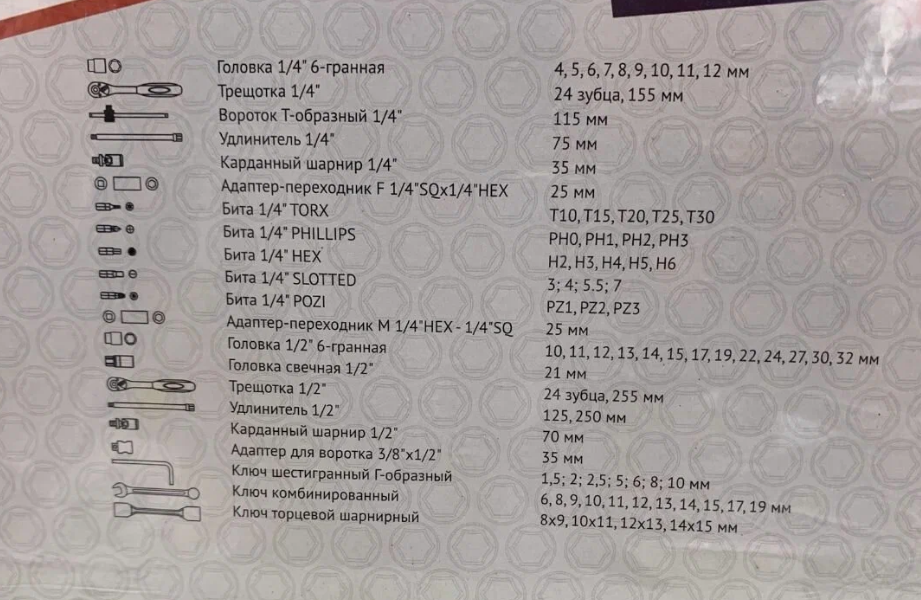 Головка 1/4" 6-гранная 4, 5, 6, 7, 8, 9, 10, 11, 12 мм
Трещотка 1/4" 24 зубца, 155 мм
Вороток Т-образный 1/4" 115 мм
Удлинитель 1/4" 75 мм
Карданный шарнир 1/4" 35 мм
Адаптер-переходник F 1/4"SQx1/4"HEX 25 мм
Бита 1/4" TORX T10, T15, T20, T25, T30
Бита 1/4" PHILLIPS PH0, PH1, PH2, PH3
Бита 1/4" HEX H2, H3, H4, H5, H6
Бита 1/4" SLOTTED 3; 4; 5.5; 7
Бита 1/4" POZI PZ1, PZ2, PZ3
Адаптер-переходник M 1/4"HEX - 1/4"SQ 25 мм
Головка 1/2" 6-гранная 10, 11, 12, 13, 14, 15, 17, 19, 22, 24, 27, 30, 32 мм
Головка свечная 1/2" 21 мм
Трещотка 1/2" 24 зубца, 255 мм
Удлинитель 1/2" 125, 250 мм
Карданный шарнир 1/2" 70 мм
Адаптер для воротка 3/8"x1/2" 35 мм
Ключ шестигранный Г-образный 1,5; 2; 2,5; 5; 6; 8; 10 мм
Ключ комбинированный 6, 8, 9, 10, 11, 12, 13, 14, 15, 17, 19 мм
Ключ торцевой шарнирный 8x9, 10x11, 12x13, 14x15 мм